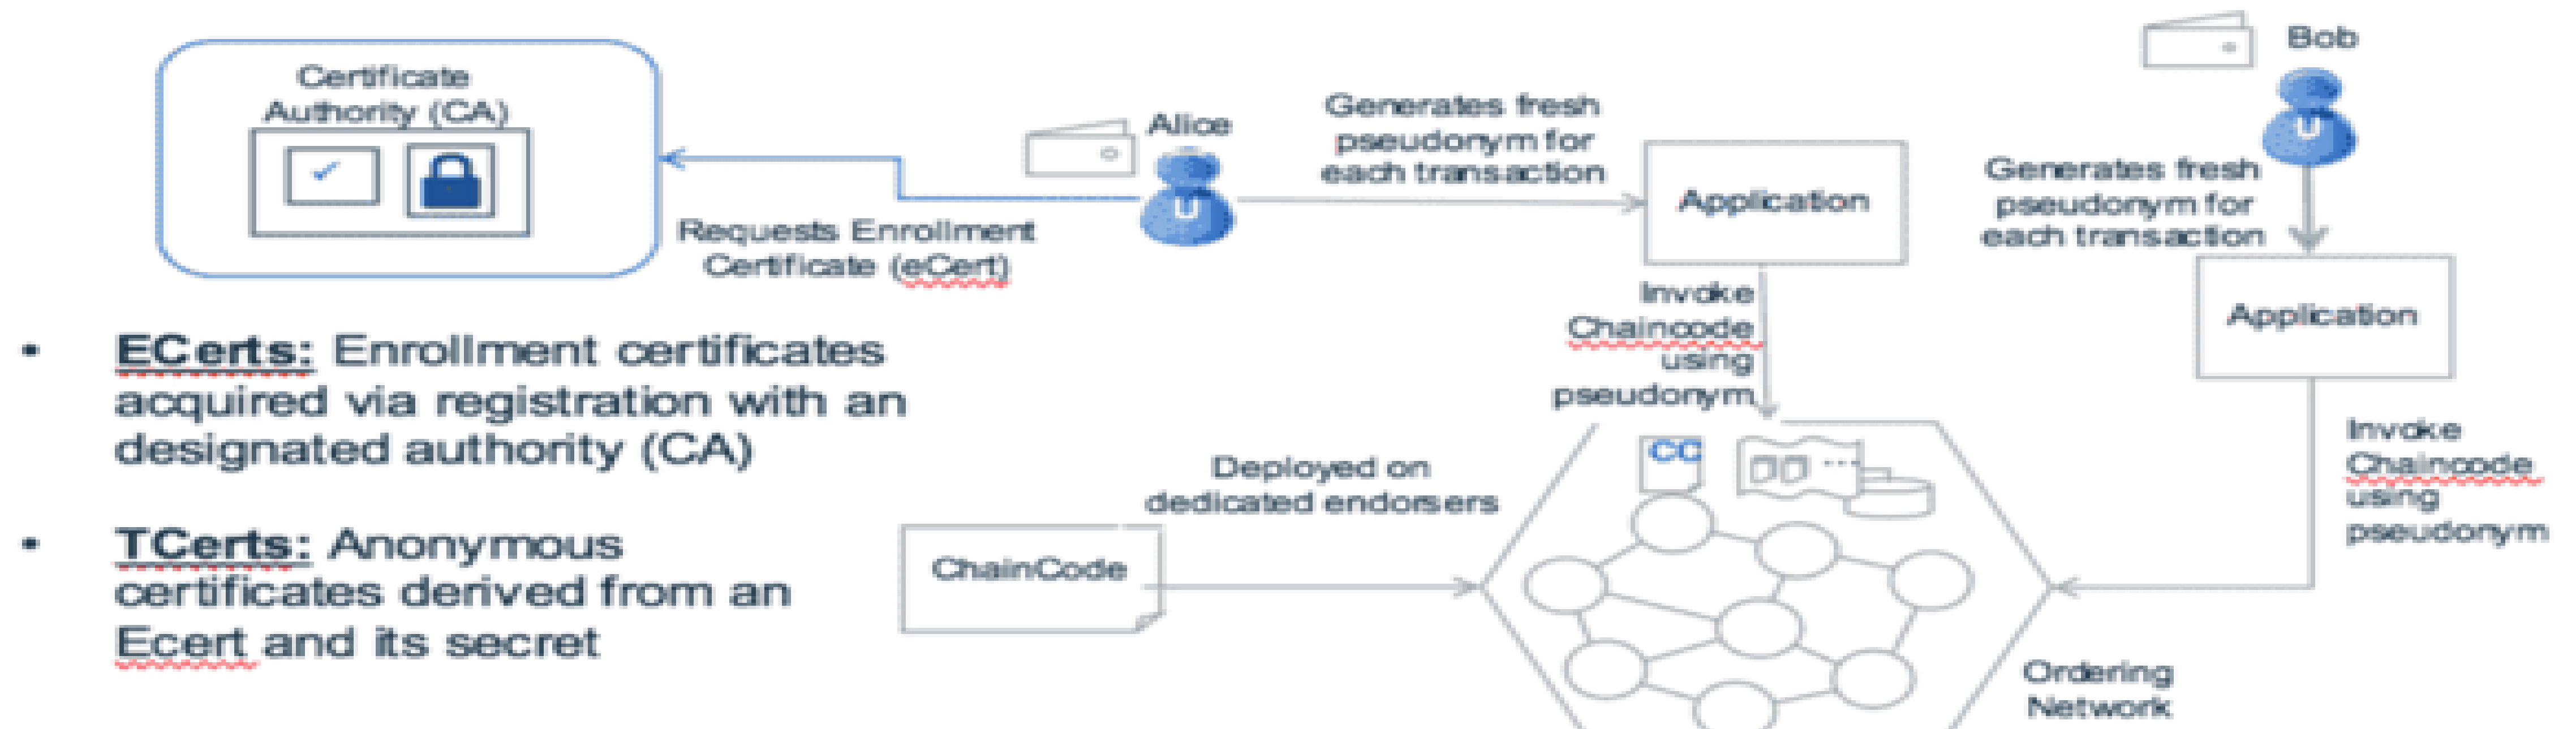 Certificate
Authority (CA)
Requests Enrollment
Certificate (eCert)
Alice
Generates fresh
pseudonym for
each transaction
Application
Bob
Generates fresh
pseudonym for
each transaction
Application
Invoke
Chaincode
using
pseudonym
Invoke
Chaincode
using
pseudonym
• ECerts: Enrollment certificates
acquired via registration with an
designated authority (CA)
• TCerts: Anonymous
certificates derived from an
Ecert and its secret
Deployed on
dedicated endorsers
ChainCode
CC
Ordering
Network
U
U